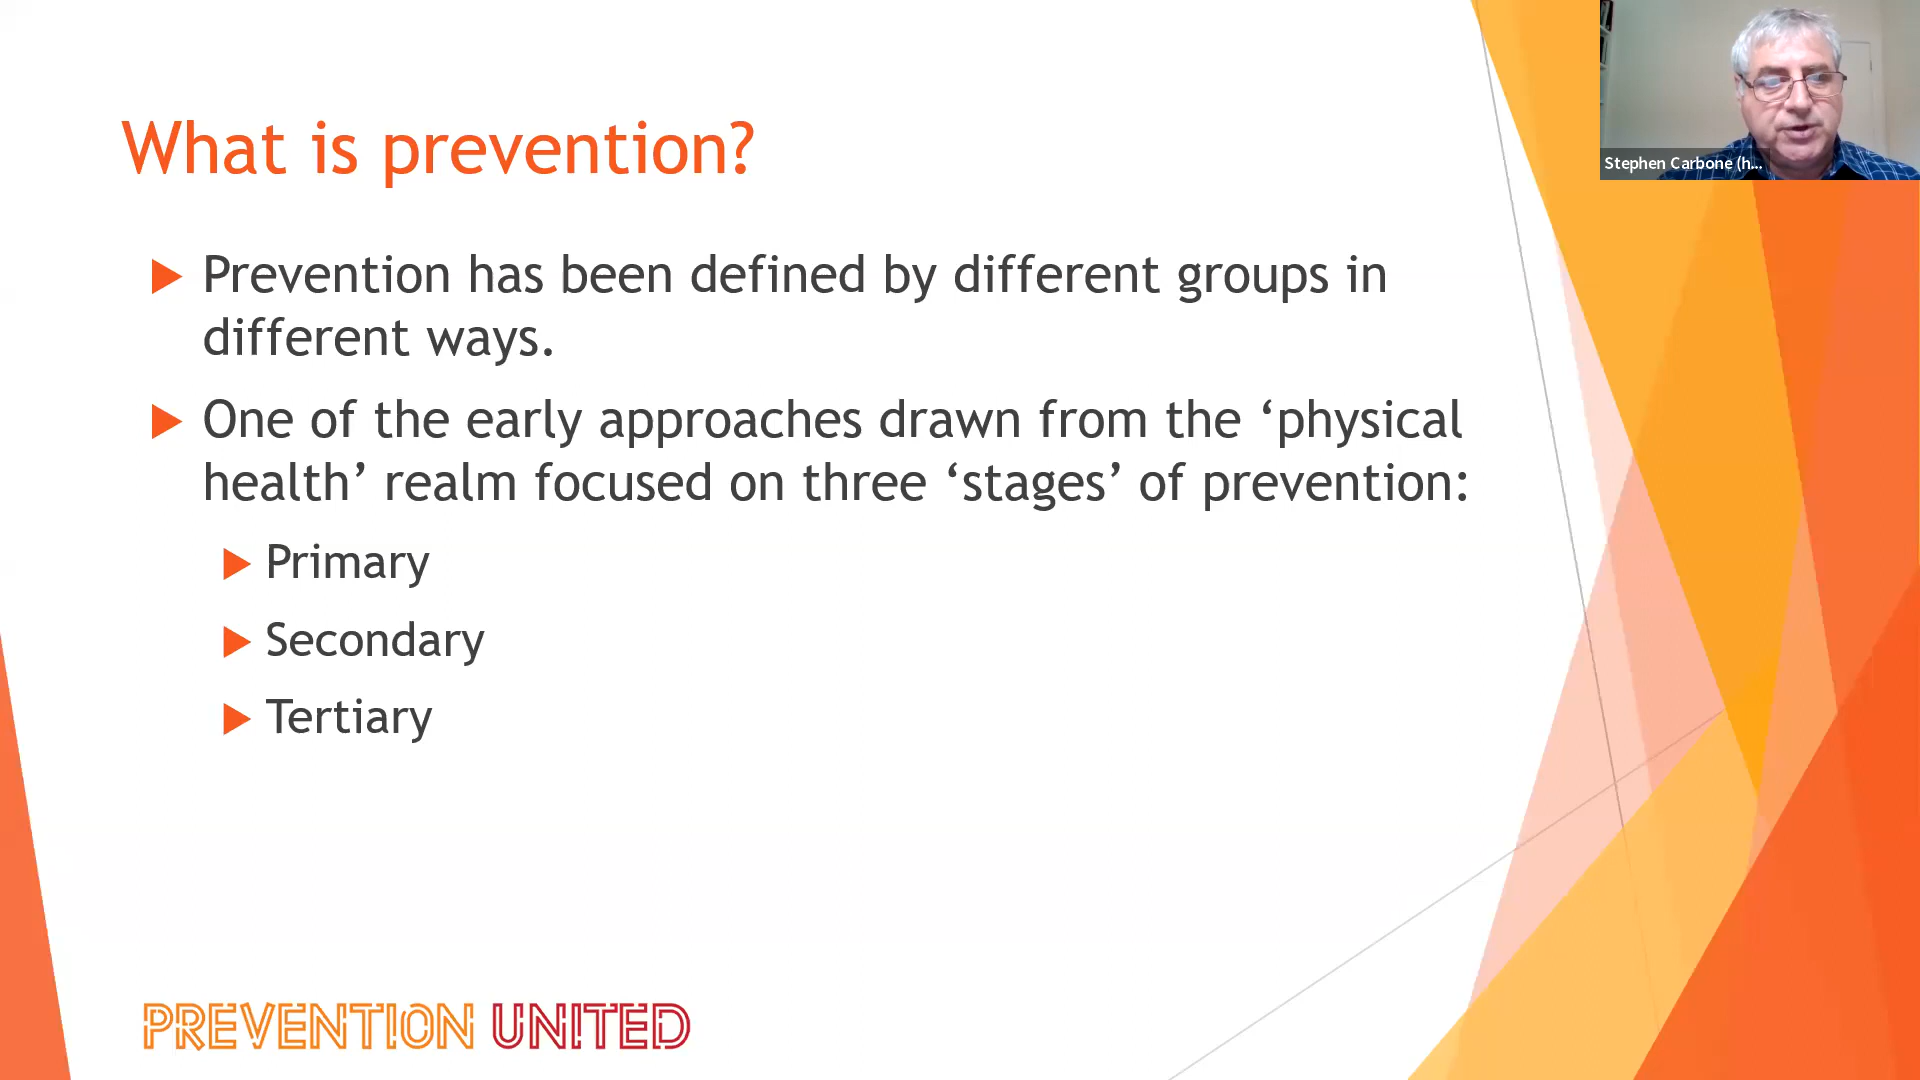 What is prevention?
Prevention has been defined by different groups in
different ways.
One of the early approaches drawn from the ‘physical
health’ realm focused on three ‘stages’ of prevention:
Primary
Secondary
Tertiary
PREVENTION UNITED
Stephen Carbone (h...